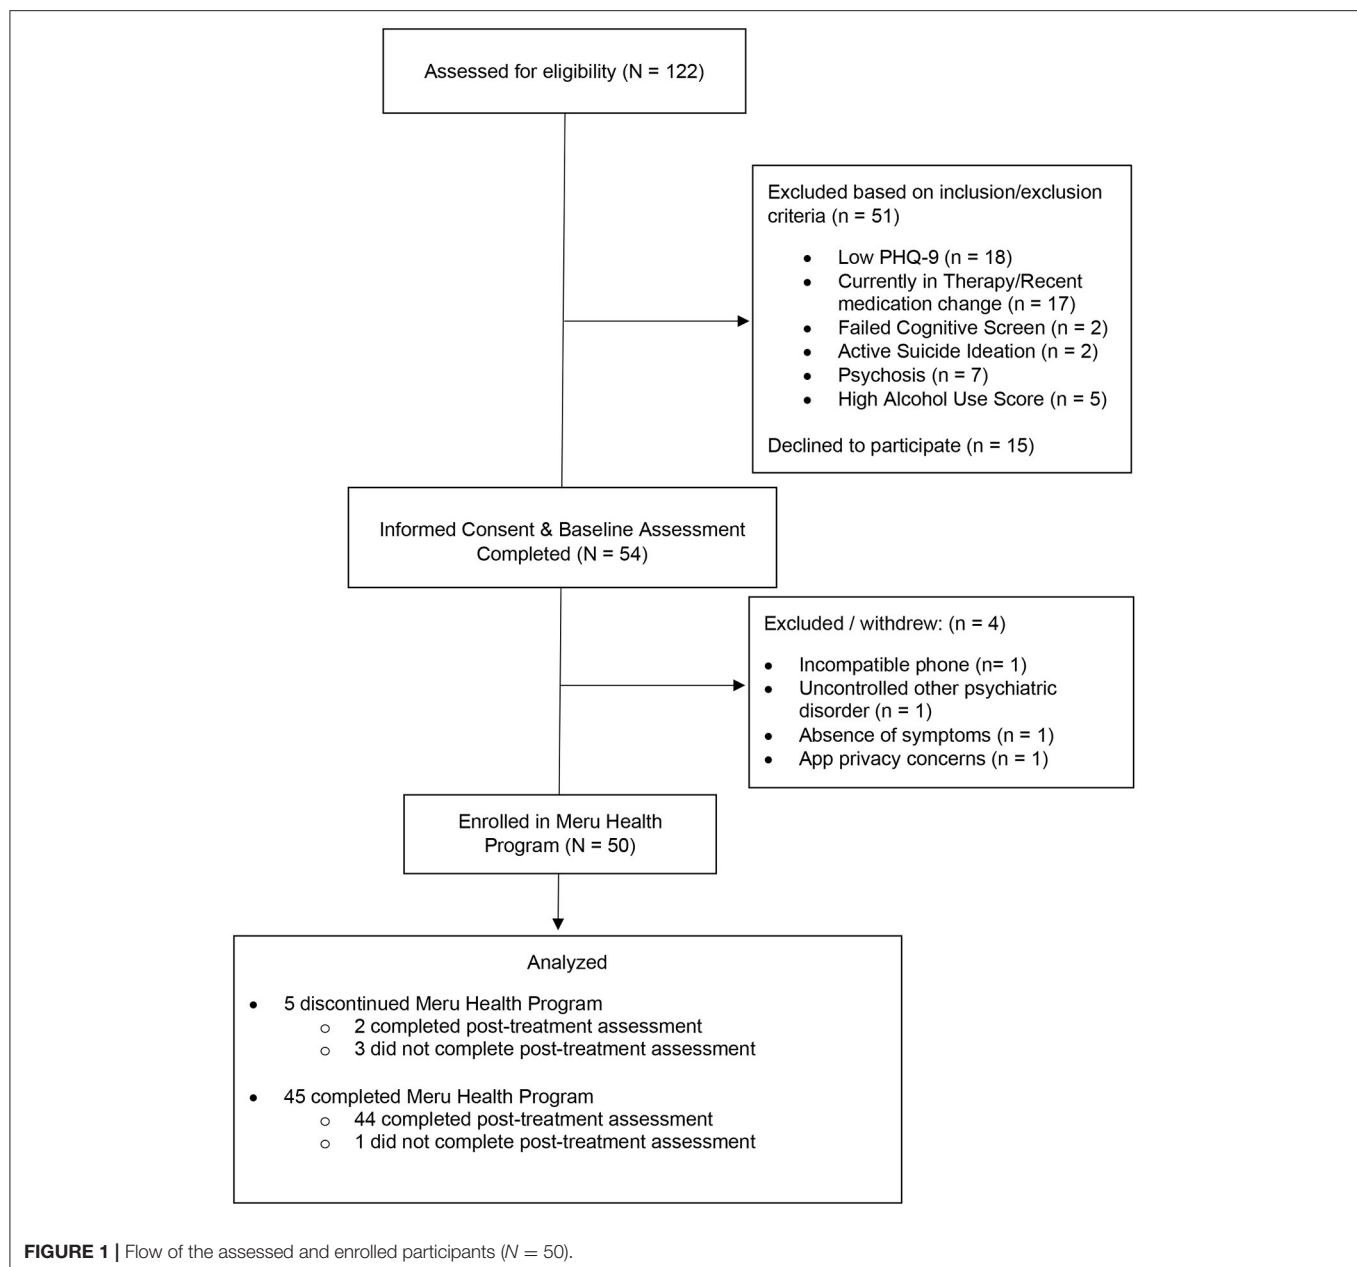 Assessed for eligibility (N = 122)
Excluded based on inclusion/exclusion
criteria (n = 51)
• Low PHQ-9 (n = 18)
• Currently in Therapy/Recent
medication change (n = 17)
• Failed Cognitive Screen (n = 2)
• Active Suicide Ideation (n = 2)
• Psychosis (n = 7)
• High Alcohol Use Score (n = 5)
Declined to participate (n = 15)
Informed Consent & Baseline Assessment
Completed (N = 54)
Excluded / withdrew: (n = 4)
• Incompatible phone (n= 1)
• Uncontrolled other psychiatric
disorder (n = 1)
• Absence of symptoms (n = 1)
• App privacy concerns (n = 1)
Enrolled in Meru Health
Program (N = 50)
Analyzed
• 5 discontinued Meru Health Program
o 2 completed post-treatment assessment
o 3 did not complete post-treatment assessment
• 45 completed Meru Health Program
o 44 completed post-treatment assessment
o 1 did not complete post-treatment assessment
FIGURE 1 | Flow of the assessed and enrolled participants (N = 50).